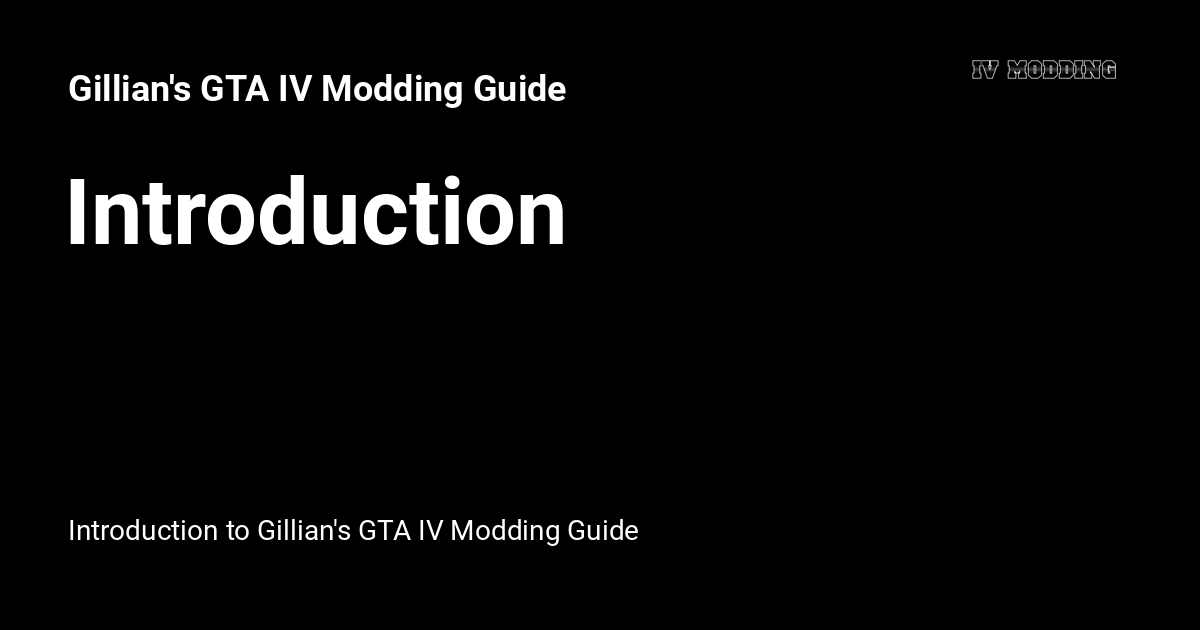 Gillian's GTA IV Modding Guide
IV MODDING
Introduction
Introduction to Gillian's GTA IV Modding Guide